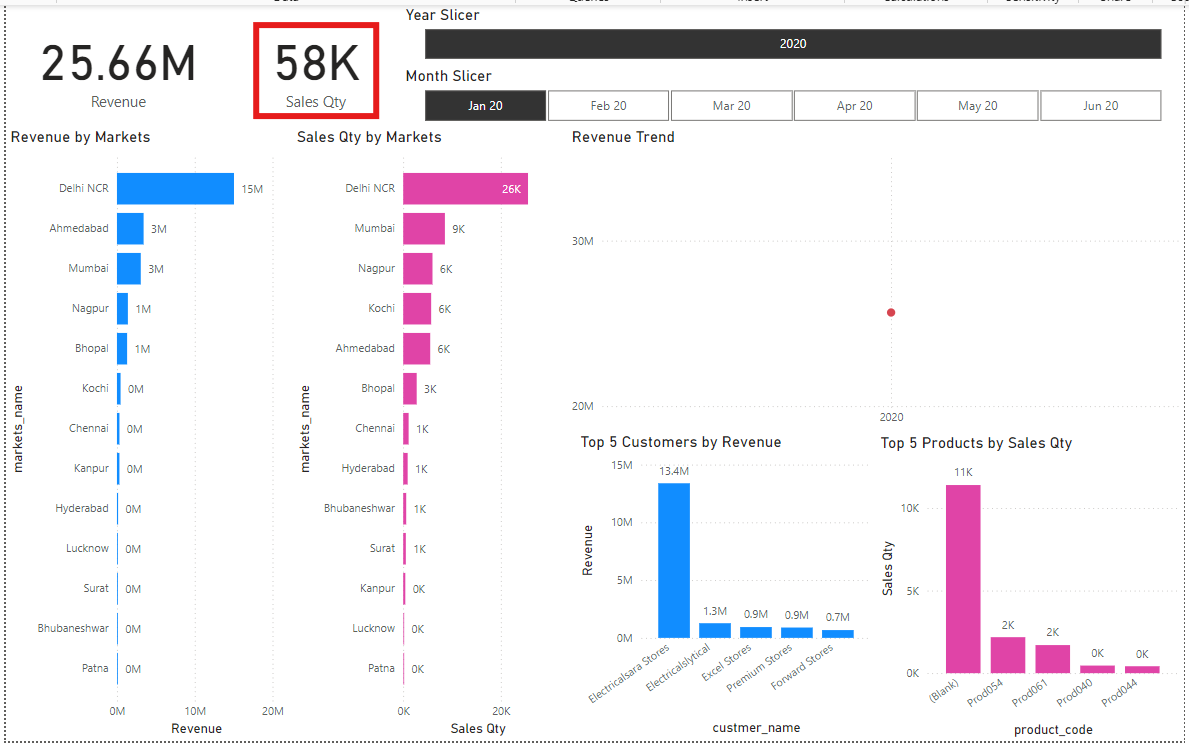 Year Slicer
2020
25.66M
Revenue
58K
Sales Qty
Month Slicer
Jan 20
Feb 20
Mar 20
Apr 20
May 20
Jun 20
Revenue by Markets
markets_name
Delhi NCR 15M
Ahmedabad 3M
Mumbai 3M
Nagpur 1M
Bhopal 1M
Kochi 0M
Chennai 0M
Kanpur 0M
Hyderabad 0M
Lucknow 0M
Surat 0M
Bhubaneshwar 0M
Patna 0M
0M 10M 20M
Revenue
Sales Qty by Markets
markets_name
Delhi NCR 26K
Mumbai 9K
Nagpur 6K
Kochi 6K
Ahmedabad 6K
Bhopal 3K
Chennai 1K
Hyderabad 1K
Bhubaneshwar 1K
Surat 1K
Kanpur 0K
Lucknow 0K
Patna 0K
0K 20K
Sales Qty
Revenue Trend
30M
20M
2020
Top 5 Customers by Revenue
Revenue
15M
10M
5M
0M
13.4M
1.3M
0.9M
0.9M
0.7M
Electricalsara Stores
Electricalslytical
Excel Stores
Premium Stores
Forward Stores
custmer_name
Top 5 Products by Sales Qty
Sales Qty
10K
5K
0K
11K
2K
2K
0K
0K
(Blank)
Prod054
Prod061
Prod040
Prod044
product_code